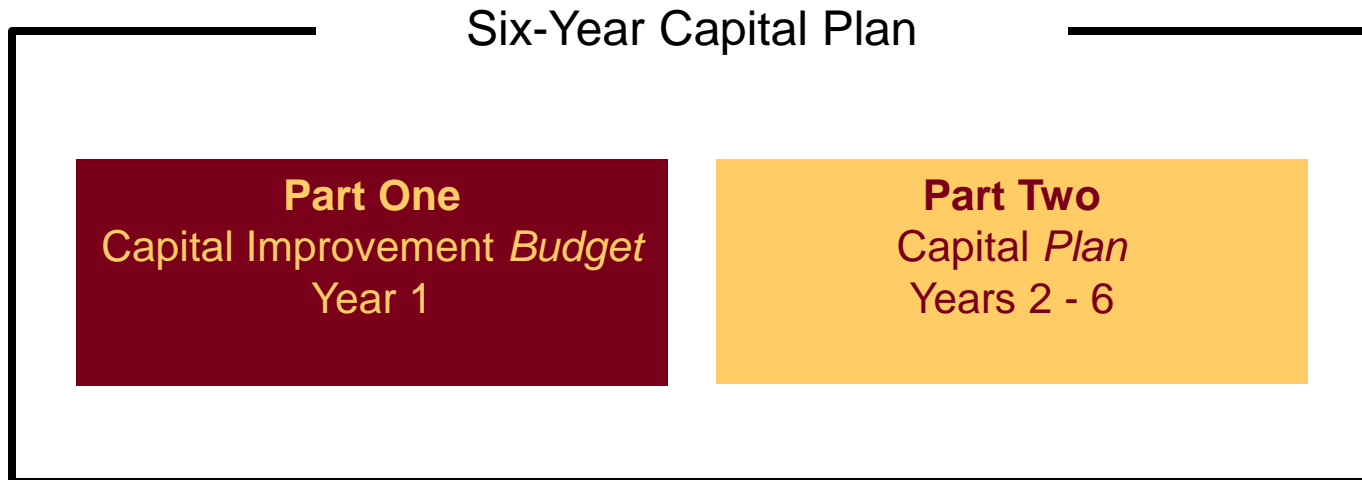 Six-Year Capital Plan
Part One
Capital Improvement Budget
Year 1
Part Two
Capital Plan
Years 2 - 6